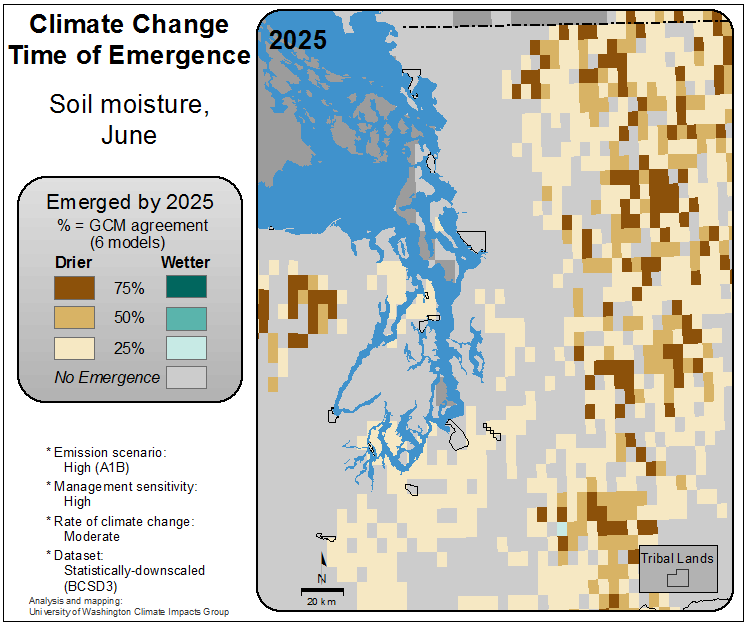 Climate Change
Time of Emergence
Soil moisture,
June
Emerged by 2025
% = GCM agreement
(6 models)
Drier Wetter
75%
50%
25%
No Emergence
* Emission scenario:
High (A1B)
* Management sensitivity:
High
* Rate of climate change:
Moderate
* Dataset:
Statistically-downscaled
(BCSD3)
Analysis and mapping:
University of Washington Climate Impacts Group
2025
N
20 km
Tribal Lands